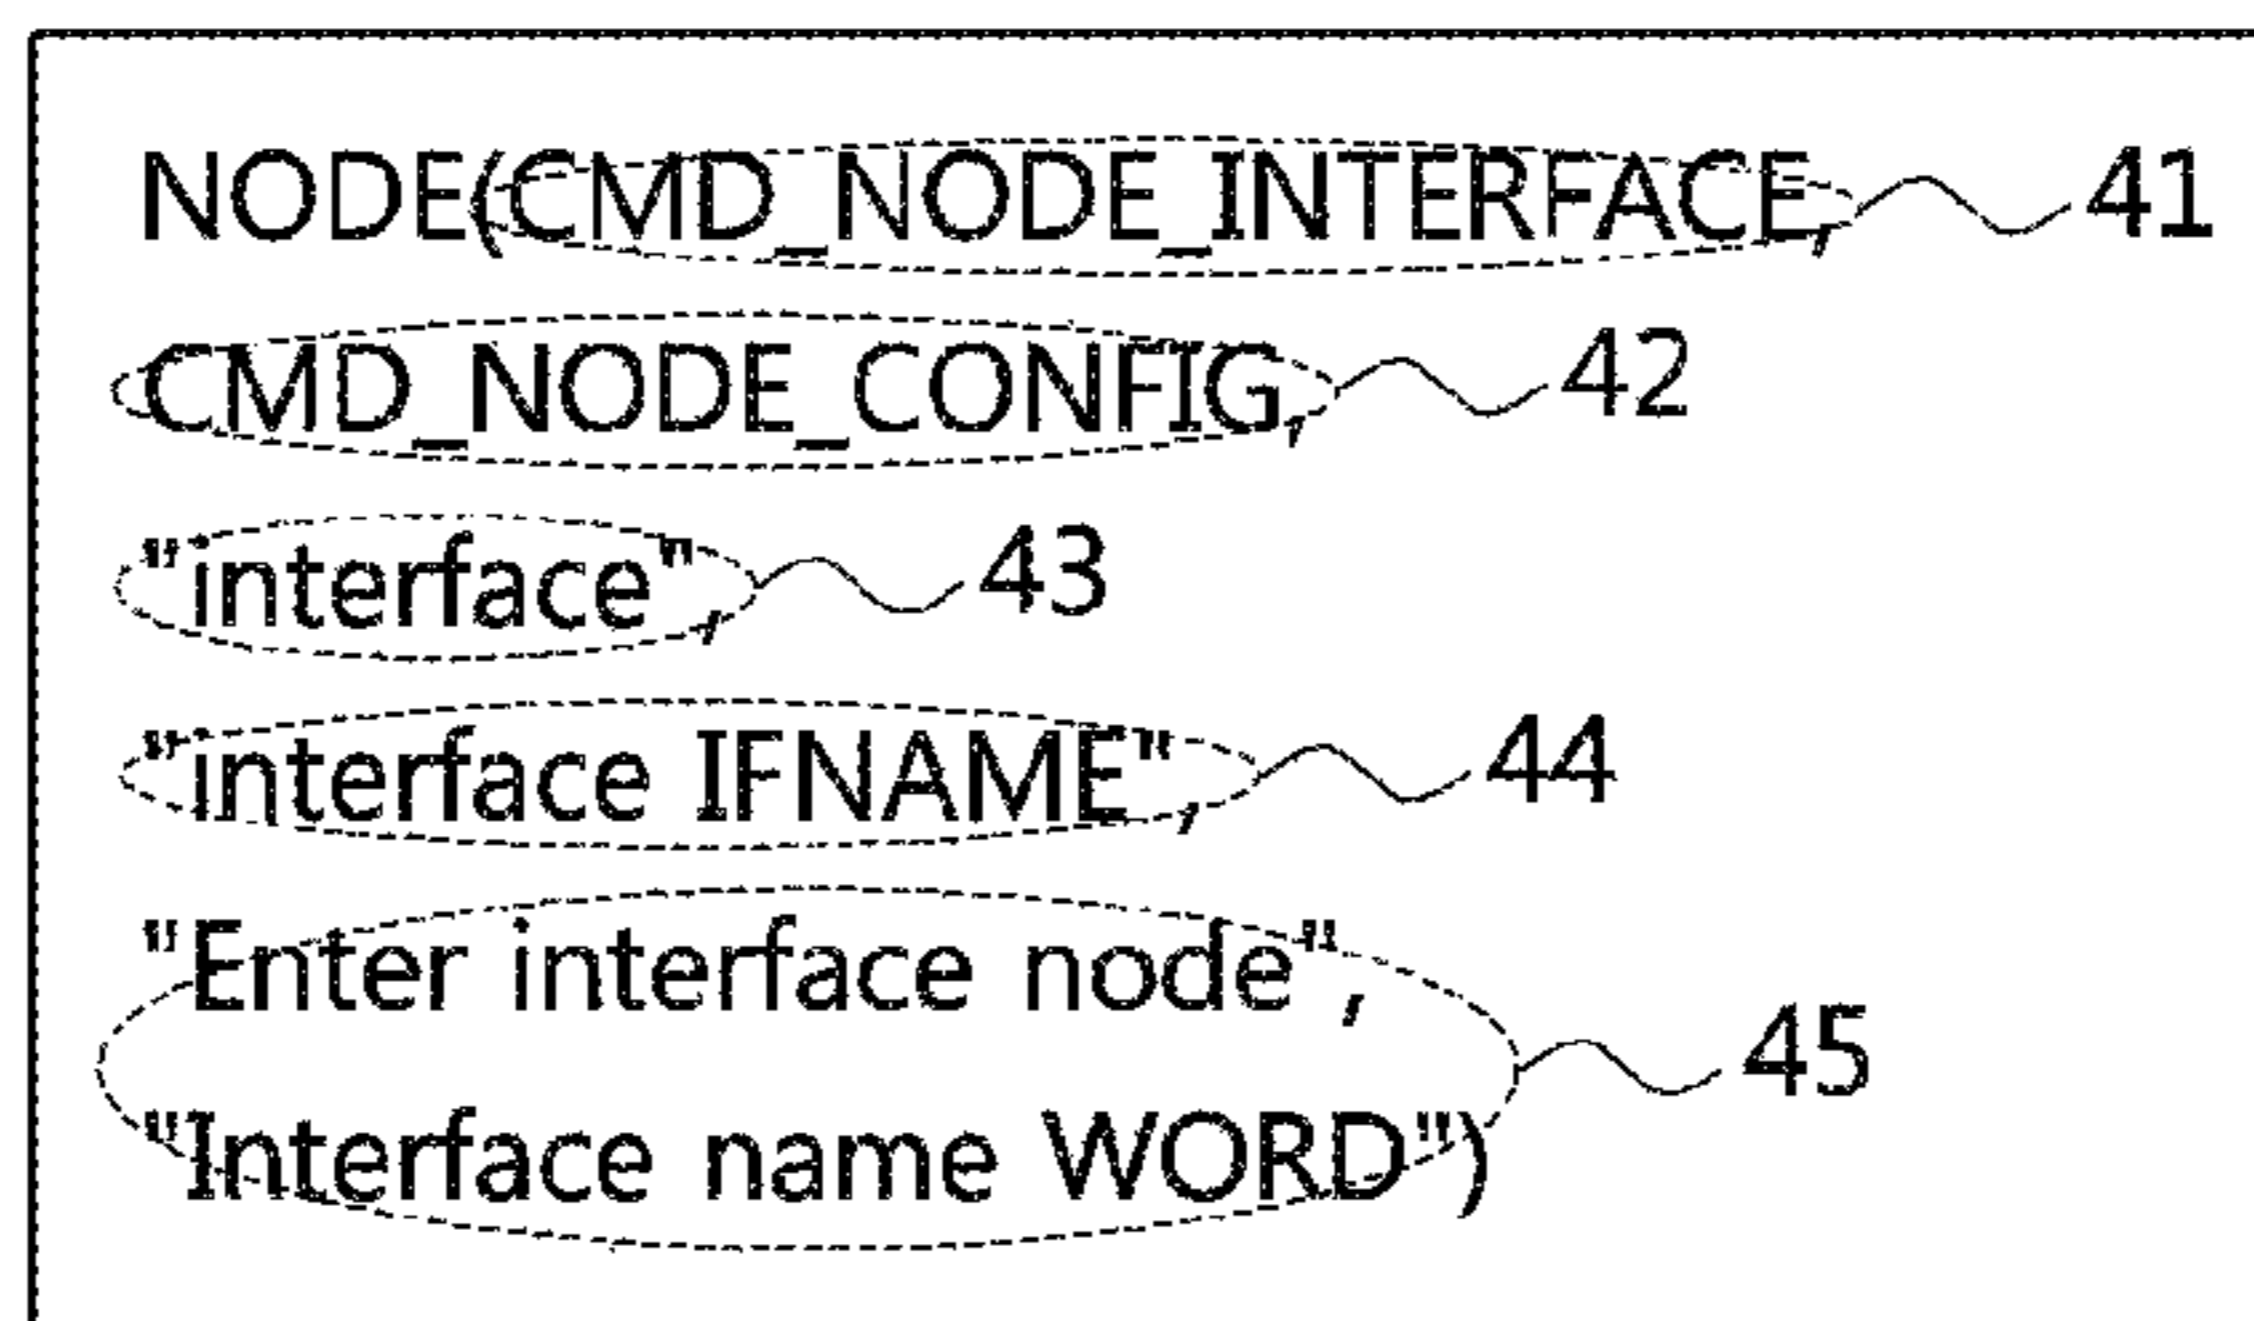 NODE(CMD_NODE_INTERFACE, 41
CMD_NODE_CONFIG, 42
"interface", 43
"interface IFNAME", 44
"Enter interface node",
45
"Interface name WORD")